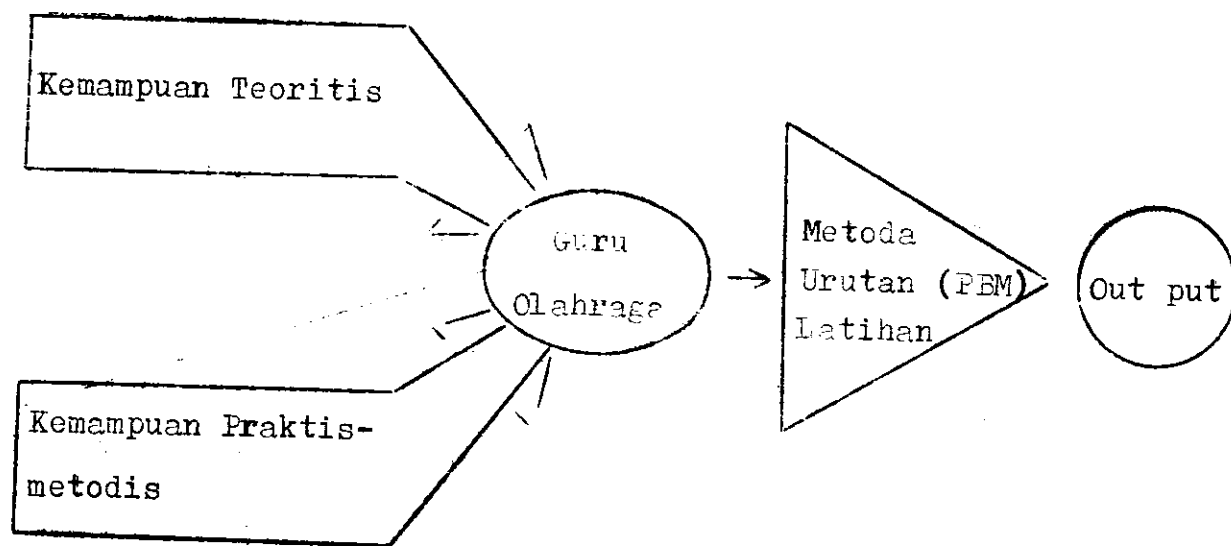 Kemampuan Teoritis
Guru
Olahraga
Metoda
Urutan (PBM)
Latihan
Out put
Kemampuan Praktis-
metodis